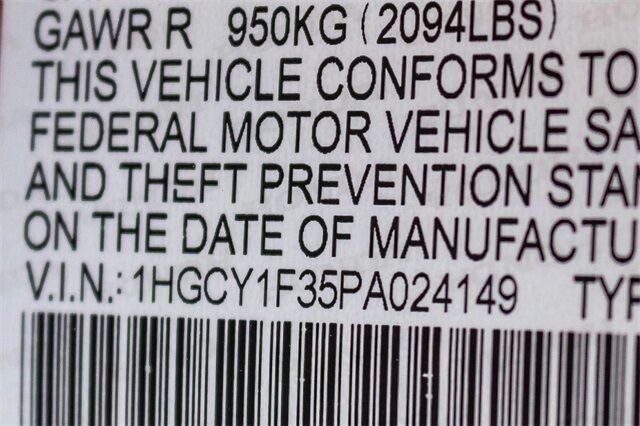 GAWR R 950KG (2094LBS)
THIS VEHICLE CONFORMS TO
FEDERAL MOTOR VEHICLE SA
AND THEFT PREVENTION STAN
ON THE DATE OF MANUFACTU
V.I.N.: 1HGCY1F35PA024149 TYP